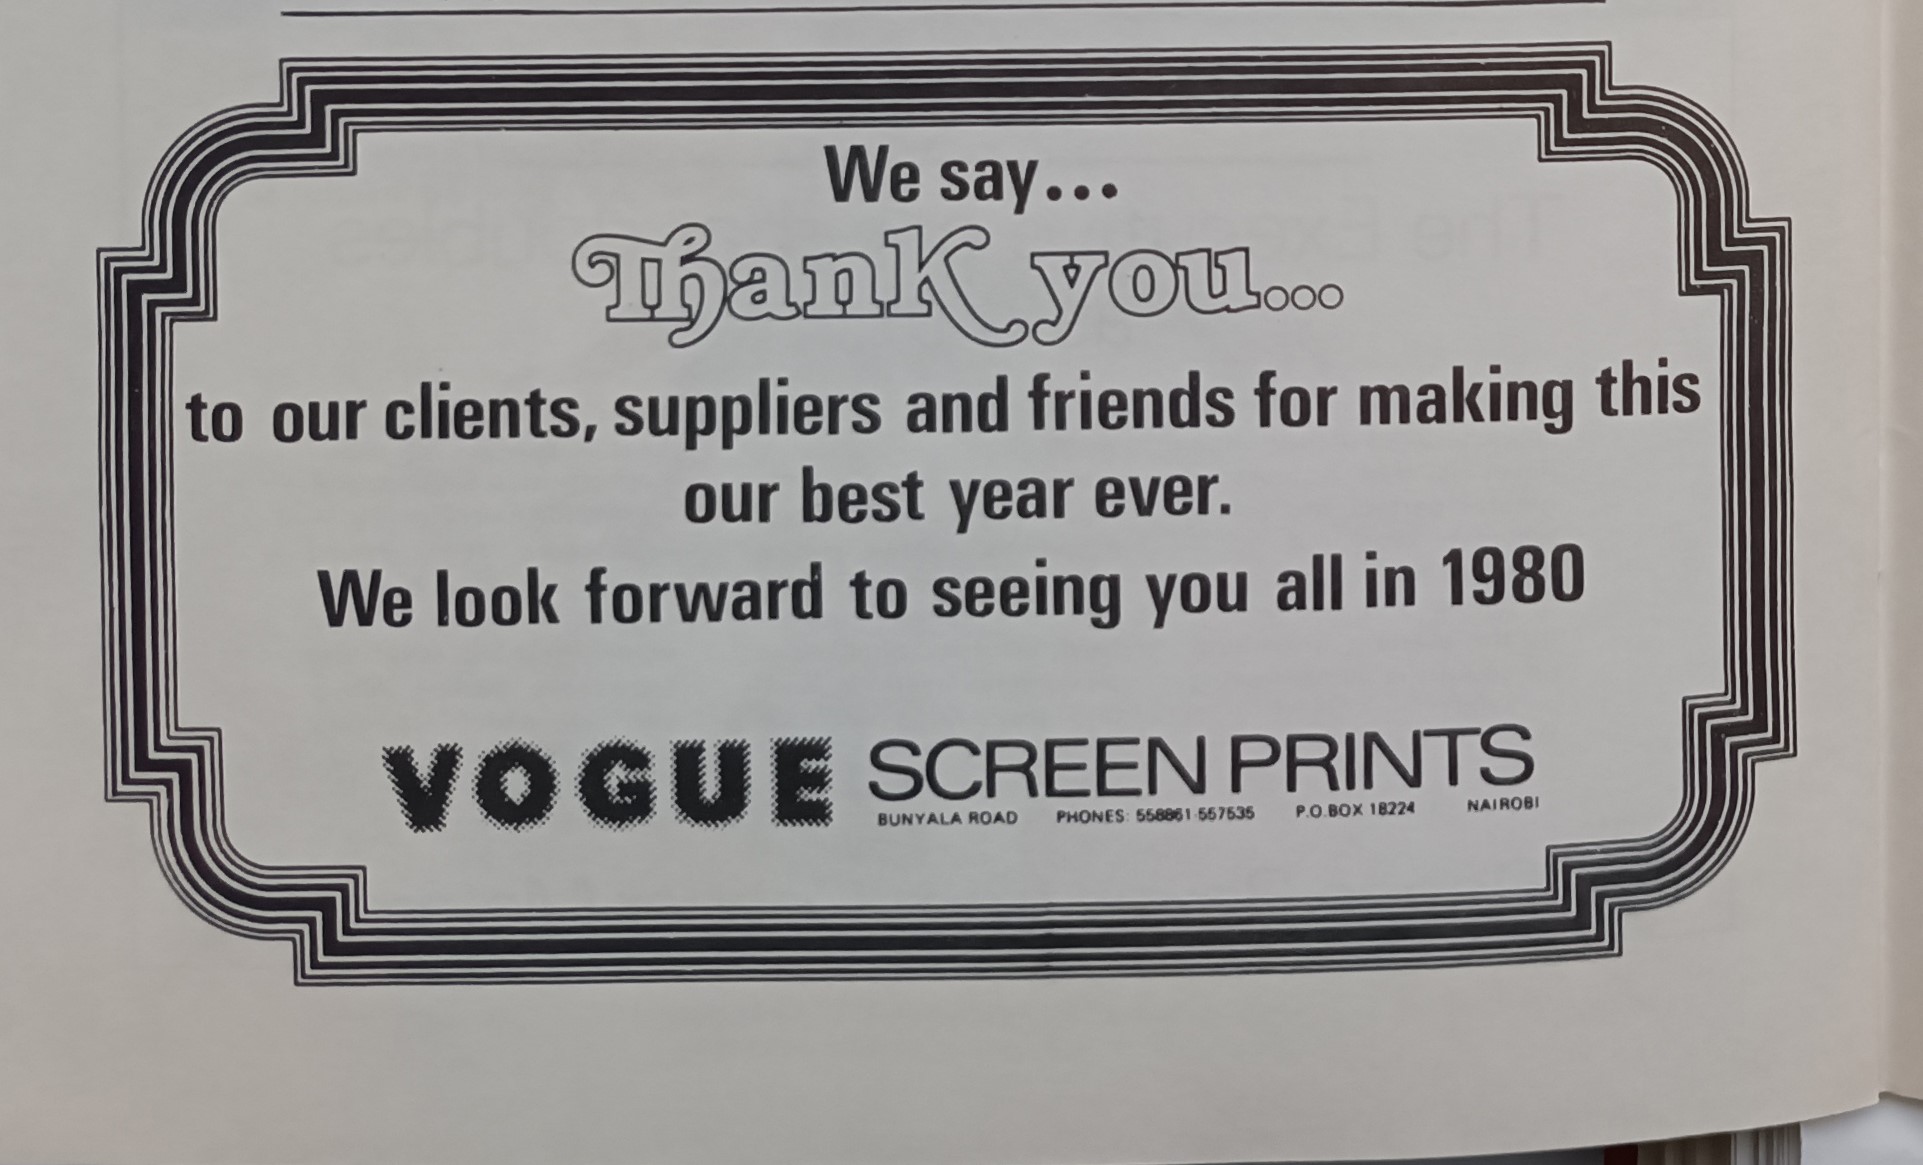 We say...
Thank you...
to our clients, suppliers and friends for making this
our best year ever.
We look forward to seeing you all in 1980
VOGUE SCREEN PRINTS
BUNYALA ROAD PHONES: 558861·557535 P.O. BOX 18224 NAIROBI